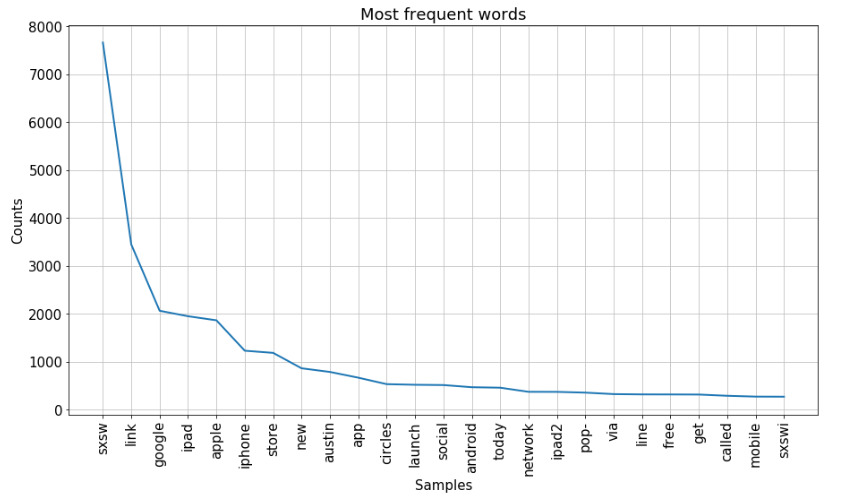 Most frequent words
8000
7000
6000
5000
4000
3000
2000
1000
0
Counts
sxsw
link
google
ipad
apple
iphone
store
new
austin
app
circles
launch
social
android
today
network
ipad2
pop-
via
line
free
get
called
mobile
sxswi
Samples